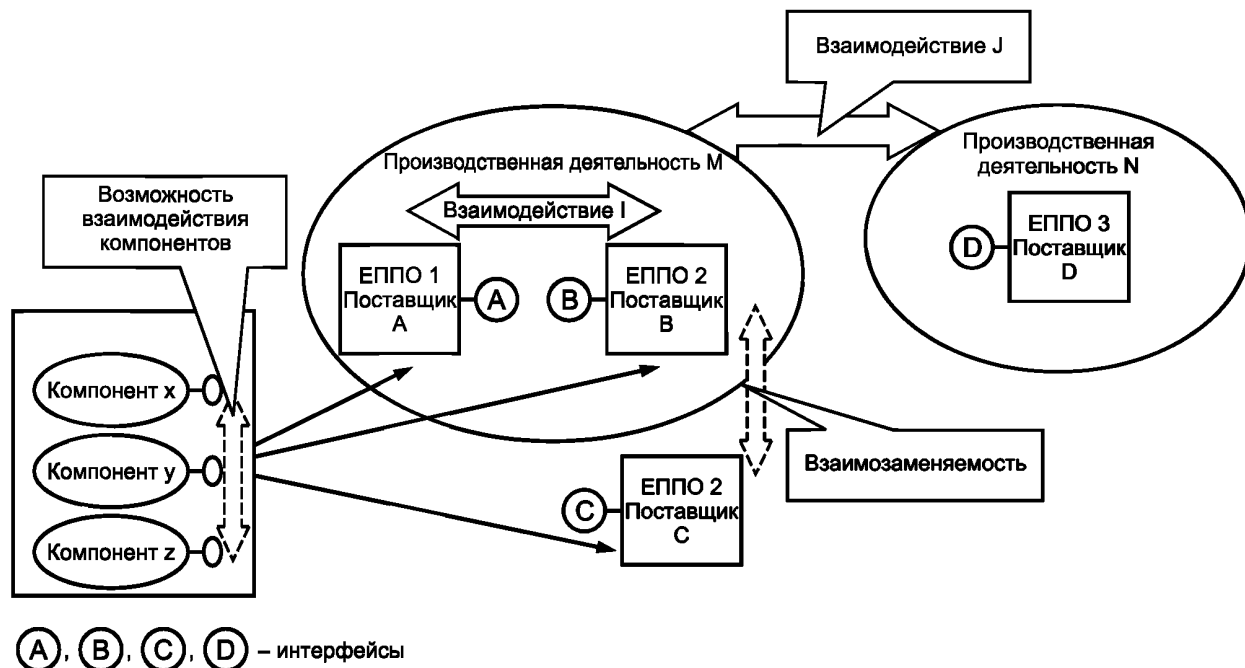 Взаимодействие J
Производственная деятельность M
Производственная
деятельность N
Возможность
взаимодействия
компонентов
Взаимодействие I
ЕППО 1
Поставщик
A
A
B
ЕППО 2
Поставщик
B
D
ЕППО 3
Поставщик
D
Компонент x
Компонент y
Компонент z
C
ЕППО 2
Поставщик
C
Взаимозаменяемость
A, B, C, D – интерфейсы